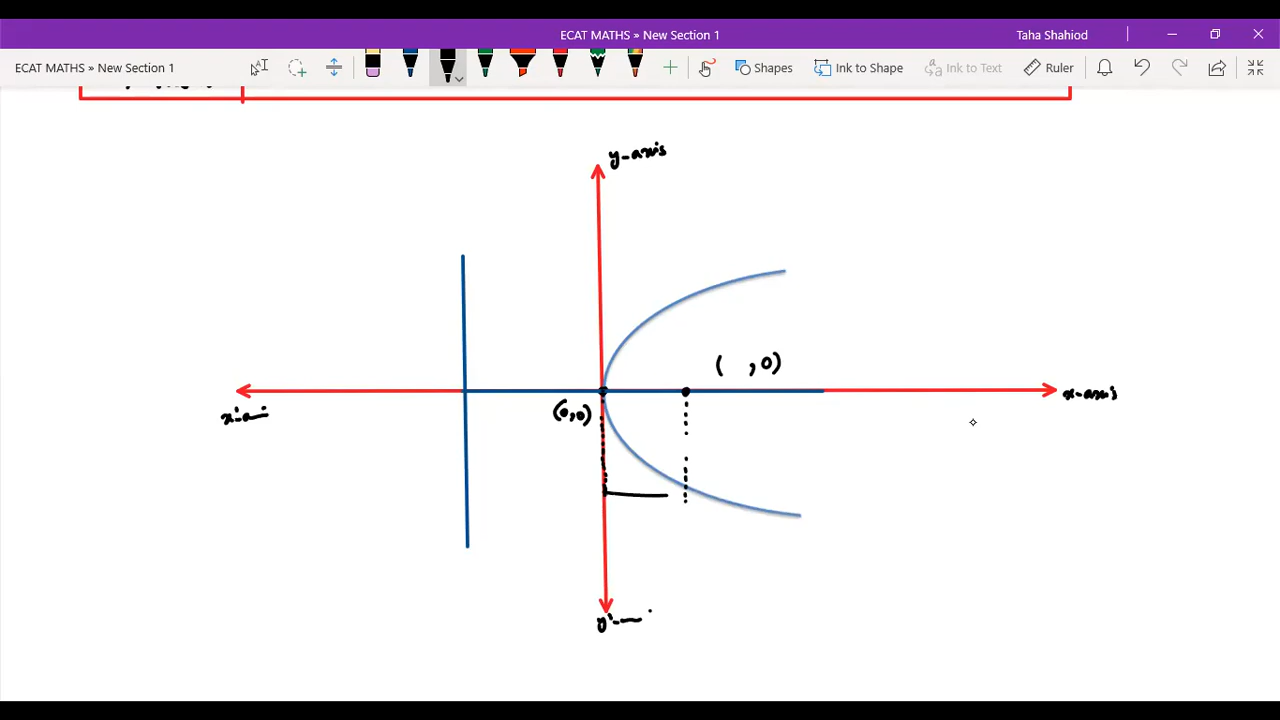 ECAT MATHS » New Section 1
Taha Shahiod
ECAT MATHS » New Section 1
Shapes
Ink to Shape
Ink to Text
Ruler
y-axis
( ,0)
x-axis
(0,0)